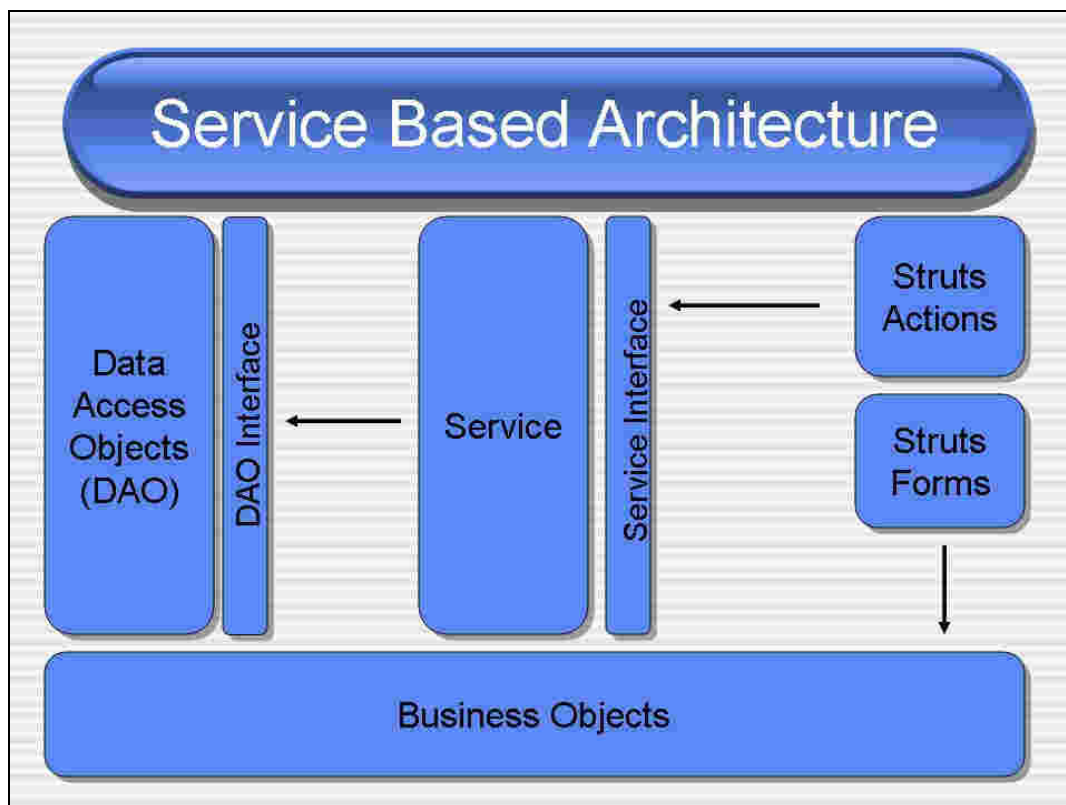 Service Based Architecture
Data
Access
Objects
(DAO)
DAO Interface
Service
Service Interface
Struts
Actions
Struts
Forms
Business Objects